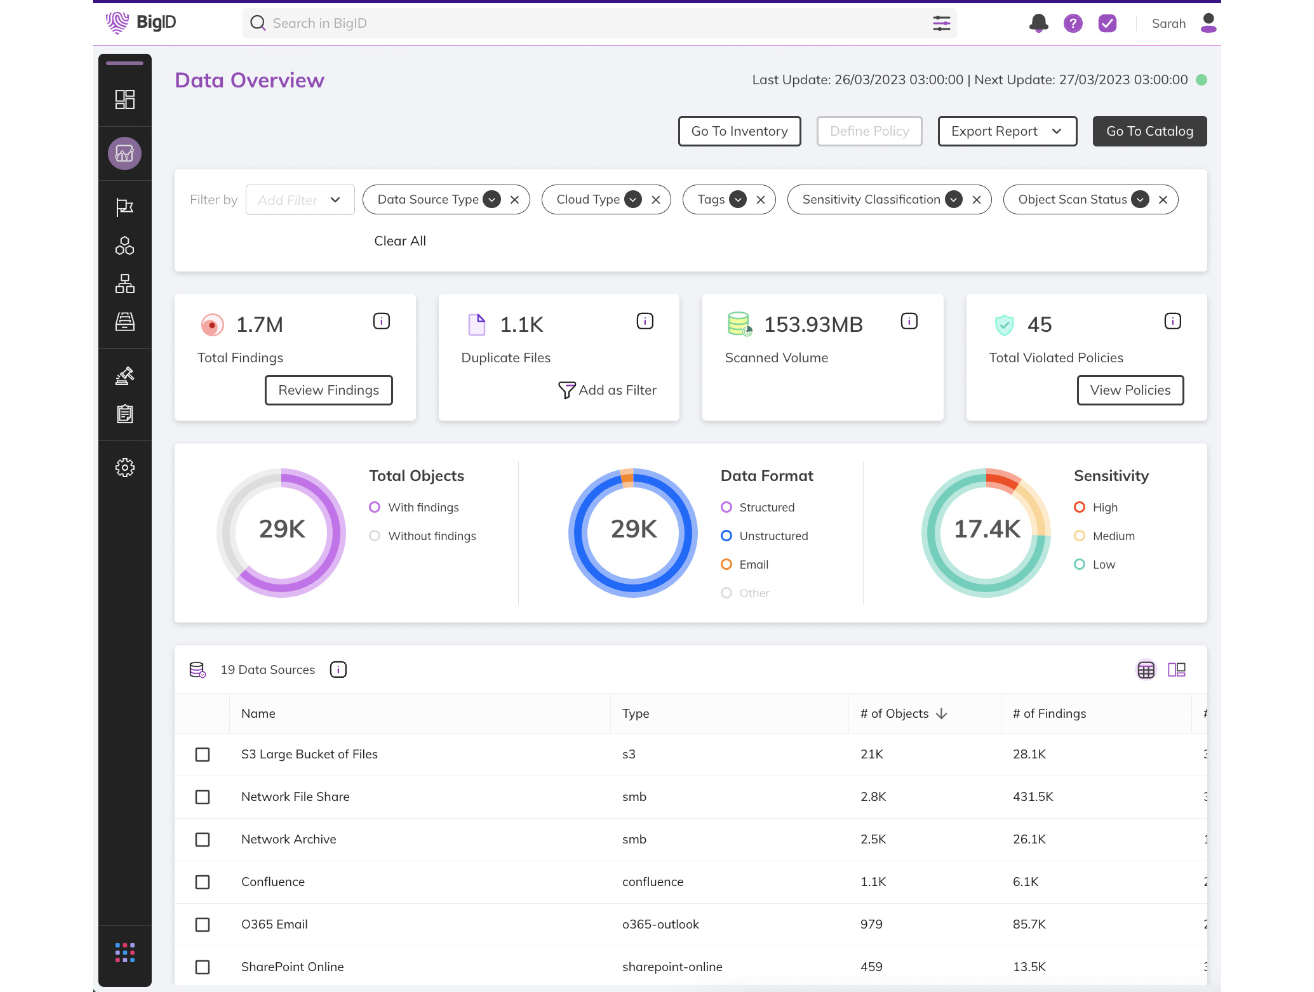 BigID
Search in BigID
?
Sarah
Data Overview
Last Update: 26/03/2023 03:00:00 | Next Update: 27/03/2023 03:00:00
Go To Inventory
Define Policy
Export Report
Go To Catalog
Filter by
Add Filter
Data Source Type
Cloud Type
Tags
Sensitivity Classification
Object Scan Status
Clear All
1.7M
Total Findings
Review Findings
1.1K
Duplicate Files
Add as Filter
153.93MB
Scanned Volume
45
Total Violated Policies
View Policies
29K
Total Objects
With findings
Without findings
29K
Data Format
Structured
Unstructured
Email
Other
17.4K
Sensitivity
High
Medium
Low
19 Data Sources
Name Type # of Objects # of Findings #
S3 Large Bucket of Files s3 21K 28.1K
Network File Share smb 2.8K 431.5K
Network Archive smb 2.5K 26.1K
Confluence confluence 1.1K 6.1K
O365 Email o365-outlook 979 85.7K
SharePoint Online sharepoint-online 459 13.5K